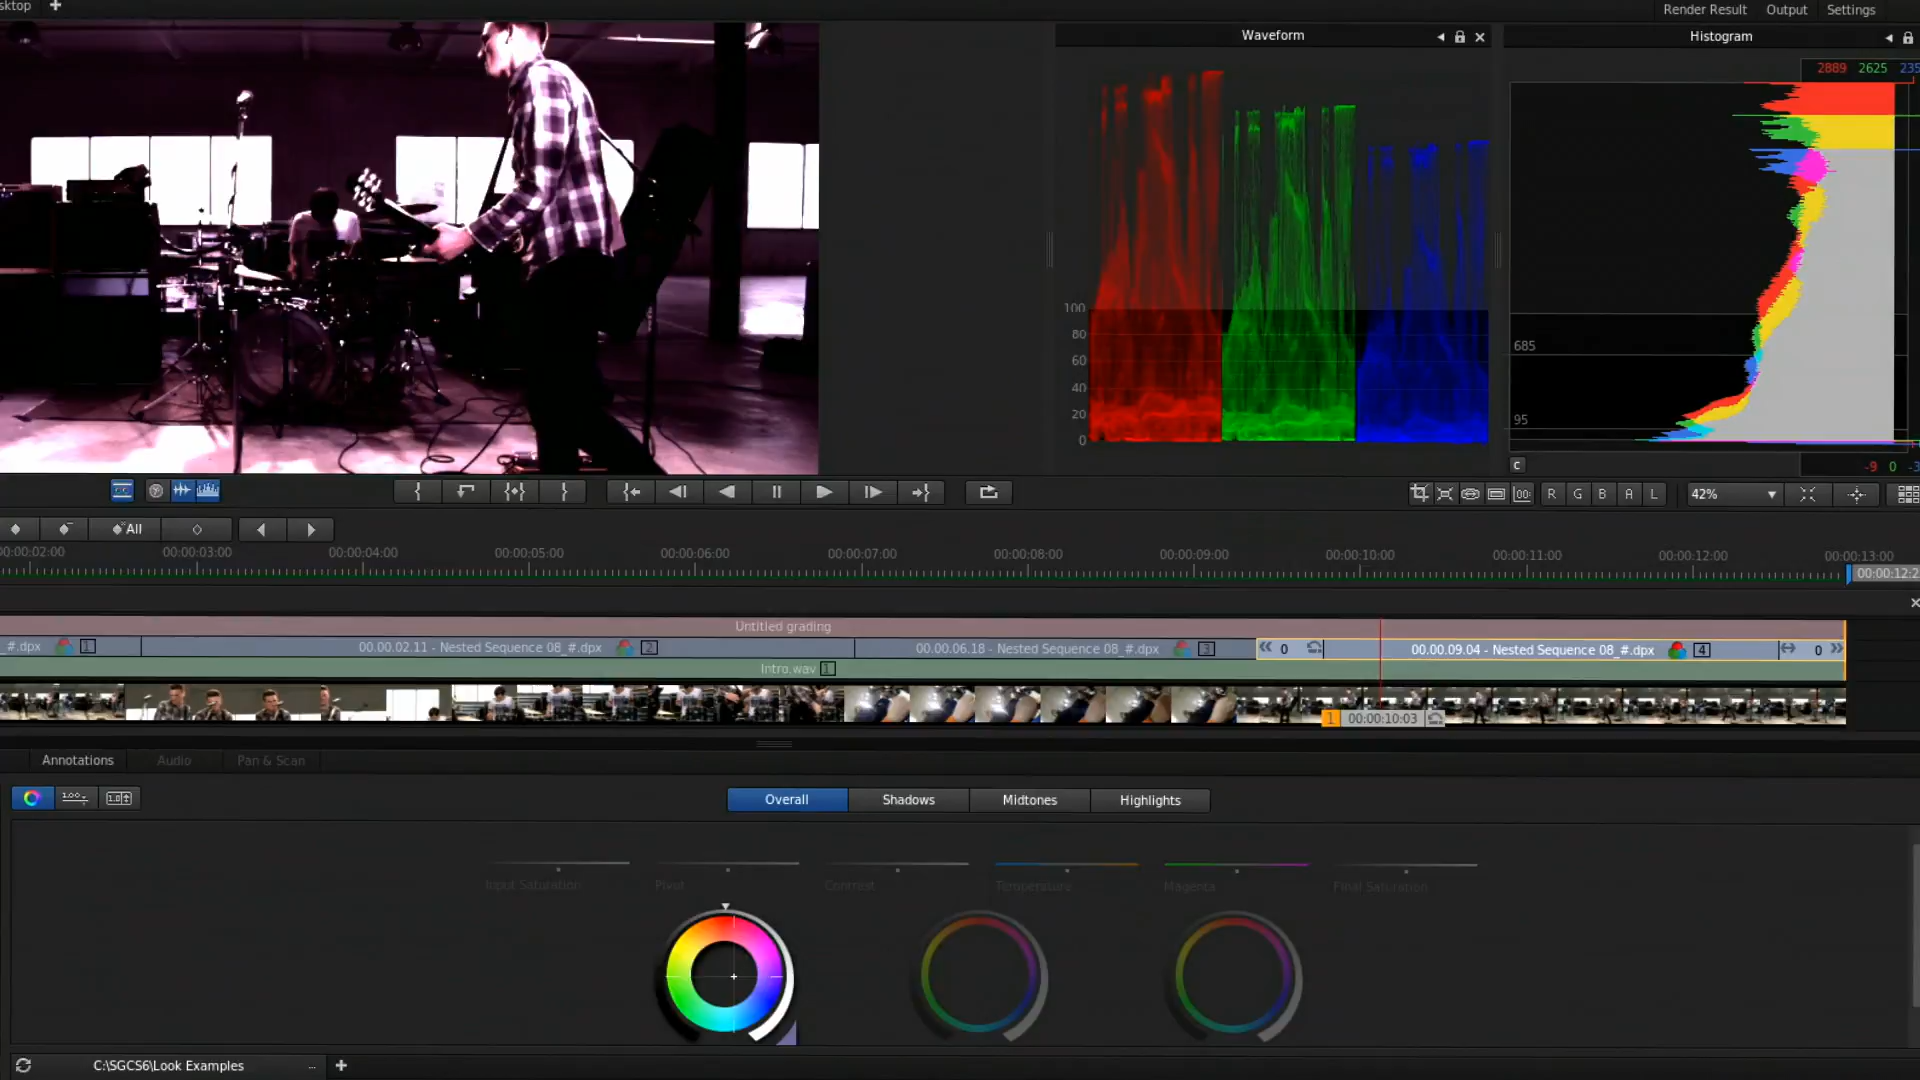 sktop + Render Result Output Settings
Waveform
Histogram
2889 2625 235
100
80
60
40
20
0
685
95
C
-9 0 -3
R G B A L 42%
All
00:00:02:00 00:00:03:00 00:00:04:00 00:00:05:00 00:00:06:00 00:00:07:00 00:00:08:00 00:00:09:00 00:00:10:00 00:00:11:00 00:00:12:00 00:00:13:00
00:00:12:2
Untitled grading
_#.dpx 1 00.00.02.11 - Nested Sequence 08_#.dpx 2 00.00.06.18 - Nested Sequence 08_#.dpx 3 0 00.00.09.04 - Nested Sequence 08_#.dpx 4 0
Intro.wav 1
1 00:00:10:03
Annotations Audio Pan & Scan
Overall Shadows Midtones Highlights
Input Saturation Pivot Contrast Temperature Magenta Final Saturation
C:\SGCS6\Look Examples ... +